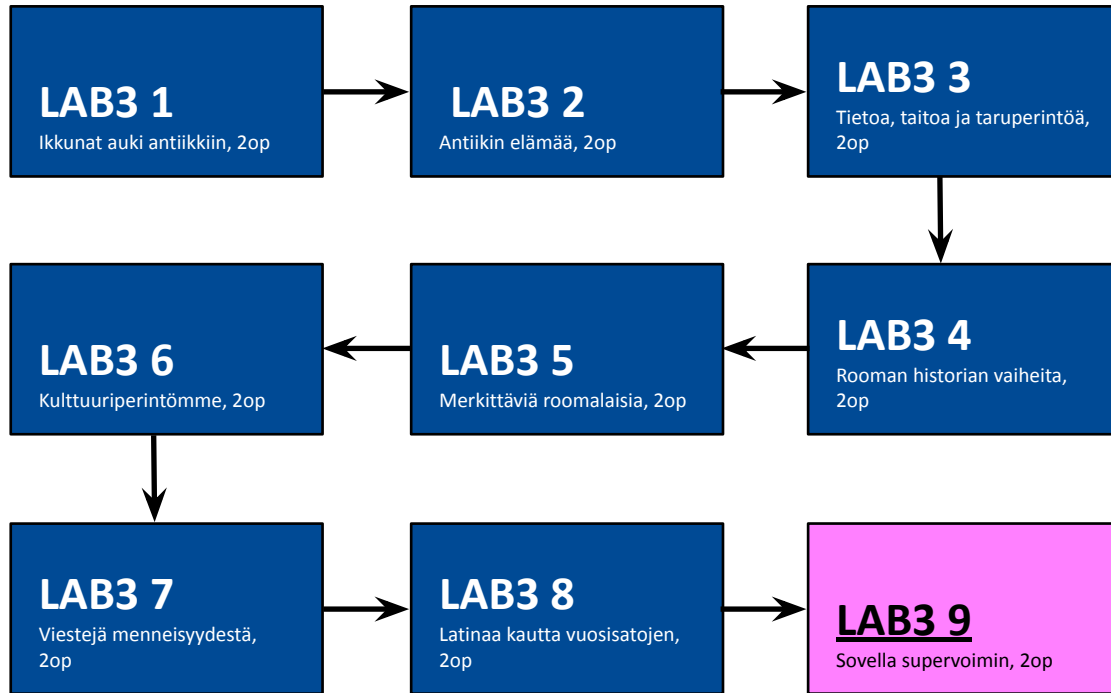 LAB3 1
Ikkunat auki antiikkiin, 2op
LAB3 2
Antiikin elämää, 2op
LAB3 3
Tietoa, taitoa ja taruperintöä,
2op
LAB3 6
Kulttuuriperintömme, 2op
LAB3 5
Merkittäviä roomalaisia, 2op
LAB3 4
Rooman historian vaiheita,
2op
LAB3 7
Viestejä menneisyydestä,
2op
LAB3 8
Latinaa kautta vuosisatojen,
2op
LAB3 9
Sovella supervoimin, 2op